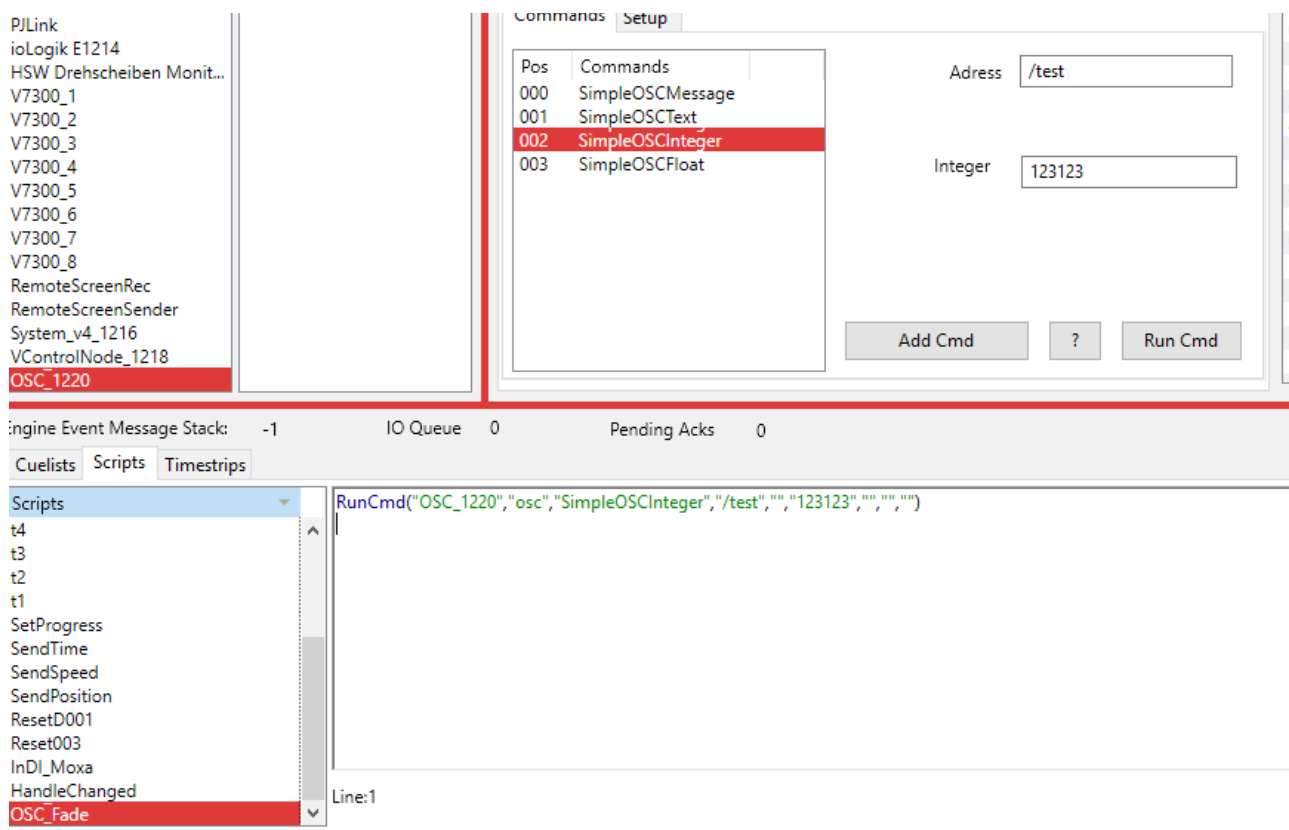 PJLink
ioLogik E1214
HSW Drehscheiben Monit...
V7300_1
V7300_2
V7300_3
V7300_4
V7300_5
V7300_6
V7300_7
V7300_8
RemoteScreenRec
RemoteScreenSender
System_v4_1216
VControlNode_1218
OSC_1220
Commands Setup
Pos Commands
000 SimpleOSCMessage
001 SimpleOSCText
002 SimpleOSCInteger
003 SimpleOSCFloat
Adress /test
Integer 123123
Add Cmd ? Run Cmd
Engine Event Message Stack: -1 IO Queue 0 Pending Acks 0
Cuelists Scripts Timestrips
Scripts
t4
t3
t2
t1
SetProgress
SendTime
SendSpeed
SendPosition
ResetD001
Reset003
InDI_Moxa
HandleChanged
OSC_Fade
RunCmd("OSC_1220","osc","SimpleOSCInteger","/test","","123123","","","")
Line:1